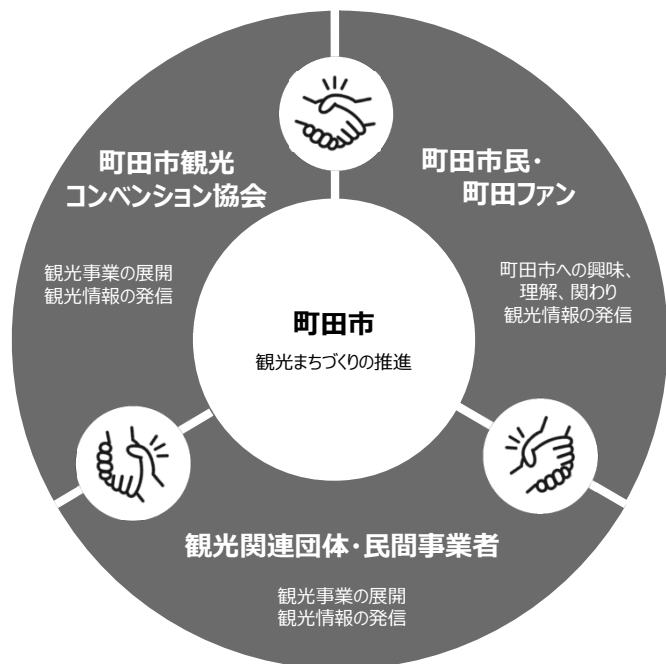 町田市観光
コンベンション協会
観光事業の展開
観光情報の発信
町田市民・
町田ファン
町田市への興味、
理解、関わり
観光情報の発信
町田市
観光まちづくりの推進
観光関連団体・民間事業者
観光事業の展開
観光情報の発信